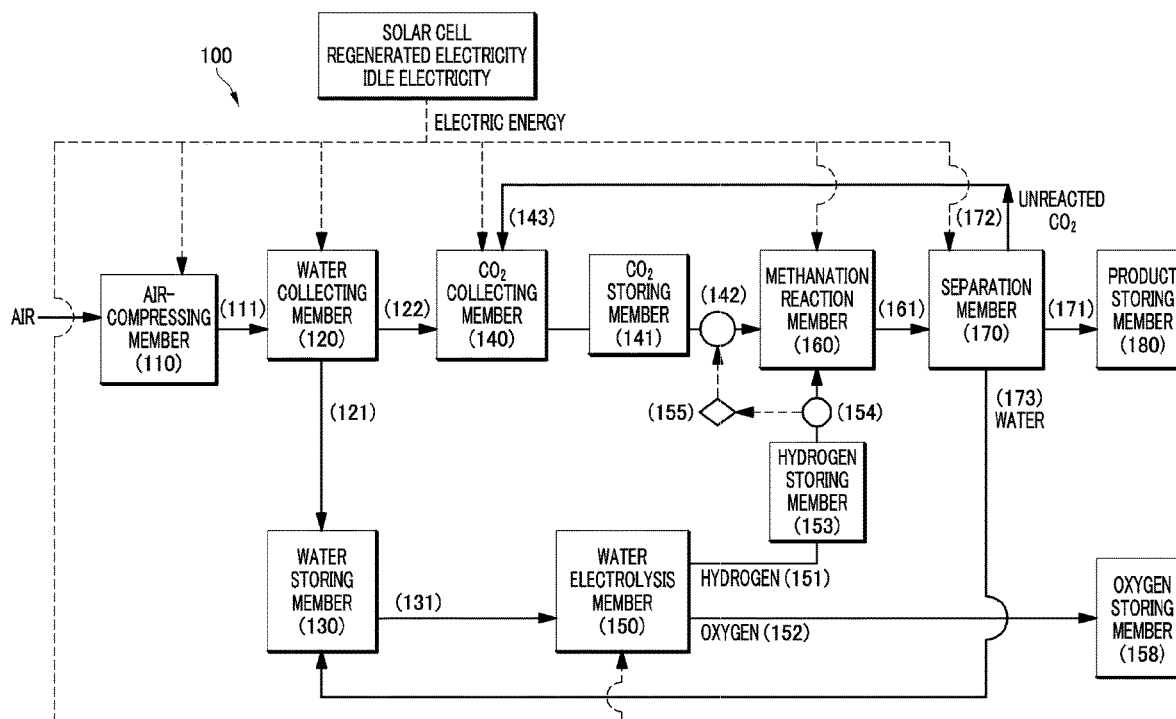 SOLAR CELL
REGENERATED ELECTRICITY
IDLE ELECTRICITY
100
ELECTRIC ENERGY
(143)
(172)
UNREACTED
CO₂
AIR
AIR-
COMPRESSING
MEMBER
(110)
(111)
WATER
COLLECTING
MEMBER
(120)
(122)
CO₂
COLLECTING
MEMBER
(140)
CO₂
STORING
MEMBER
(141)
(142)
METHANATION
REACTION
MEMBER
(160)
(161)
SEPARATION
MEMBER
(170)
(171)
PRODUCT
STORING
MEMBER
(180)
(121)
(155)
(154)
(173)
WATER
HYDROGEN
STORING
MEMBER
(153)
WATER
STORING
MEMBER
(130)
(131)
WATER
ELECTROLYSIS
MEMBER
(150)
HYDROGEN (151)
OXYGEN (152)
OXYGEN
STORING
MEMBER
(158)